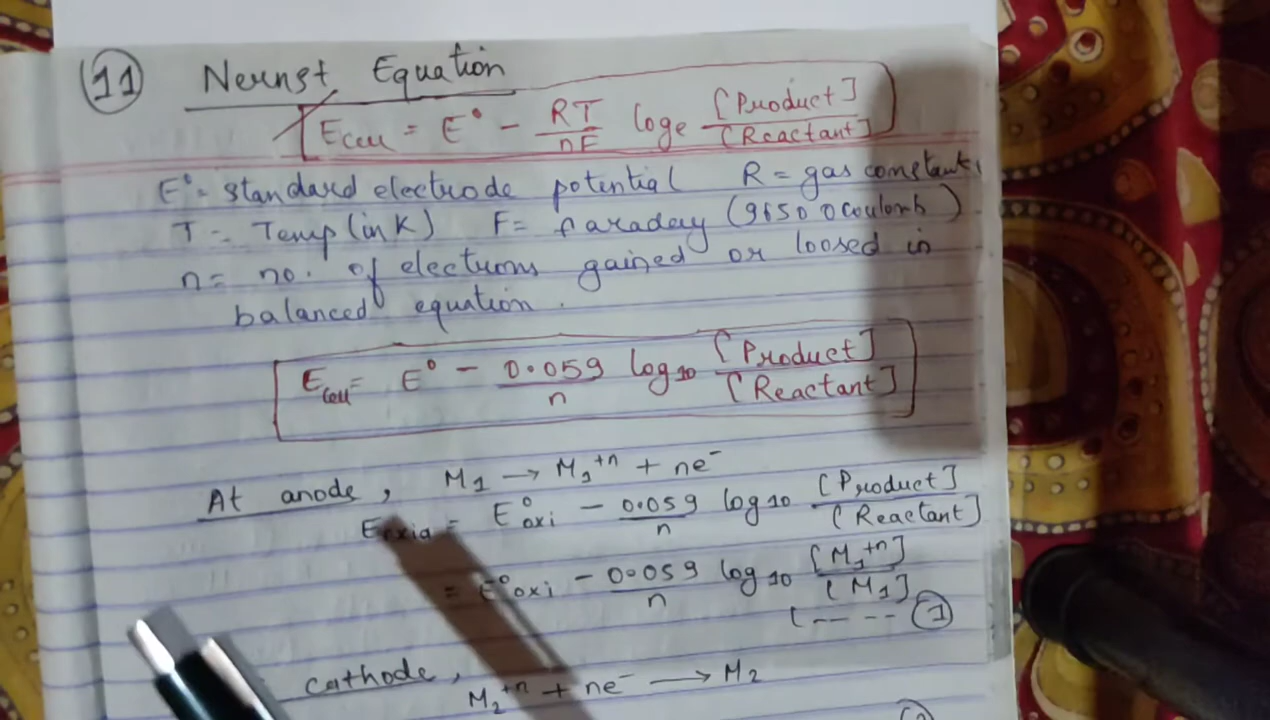 (11) Nernst Equation
Ecell = E° - RT/nF loge [Product]/[Reactant]
E° = standard electrode potential R = gas constant
T = Temp (in K) F = faraday (96500 coulomb)
n = no. of electrons gained or loosed in
balanced equation.
Ecell = E° - 0.059/n log10 [Product]/[Reactant]
At anode, M1 → M1+n + ne-
= E°oxi - 0.059/n log10 [Product]/[Reactant]
= E°oxi - 0.059/n log10 [M1+n]/[M1]
(---- (1)
cathode,
M2+n + ne- → M2